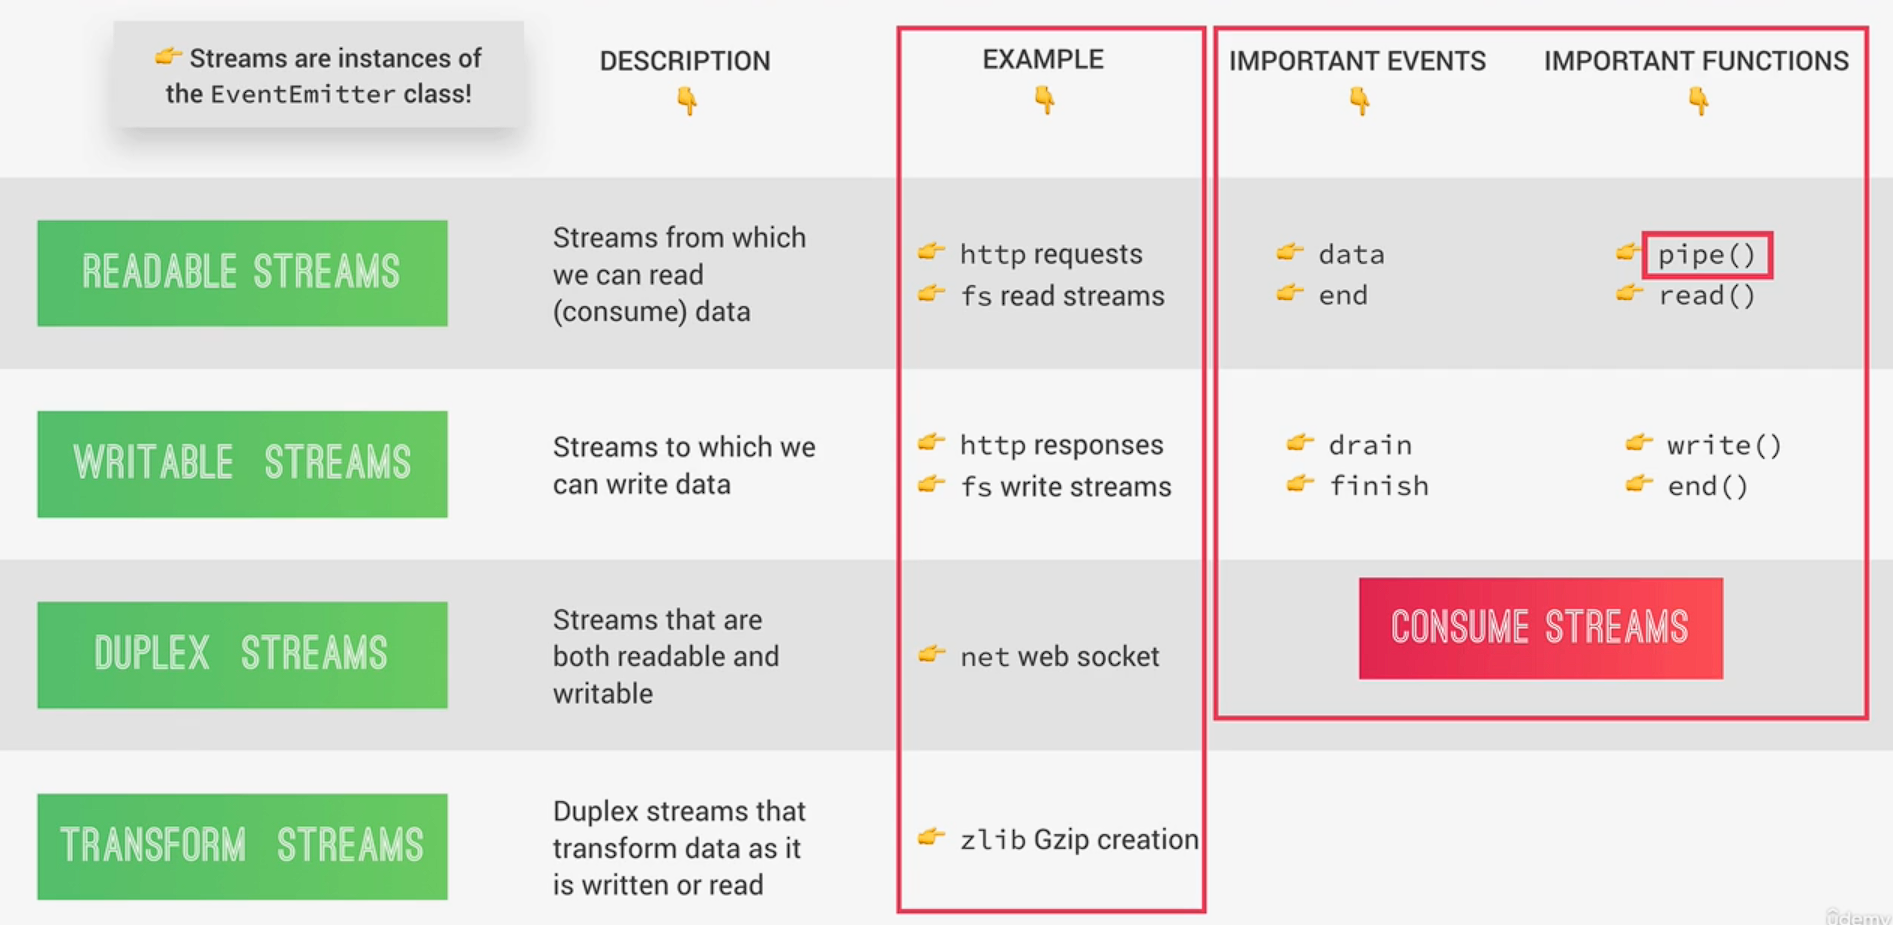 👉 Streams are instances of
the EventEmitter class!
DESCRIPTION
👇
EXAMPLE
👇
IMPORTANT EVENTS
👇
IMPORTANT FUNCTIONS
👇
READABLE STREAMS
Streams from which
we can read
(consume) data
👉 http requests
👉 fs read streams
👉 data
👉 end
👉 pipe()
👉 read()
WRITABLE STREAMS
Streams to which we
can write data
👉 http responses
👉 fs write streams
👉 drain
👉 finish
👉 write()
👉 end()
DUPLEX STREAMS
Streams that are
both readable and
writable
👉 net web socket
CONSUME STREAMS
TRANSFORM STREAMS
Duplex streams that
transform data as it
is written or read
👉 zlib Gzip creation
udemy